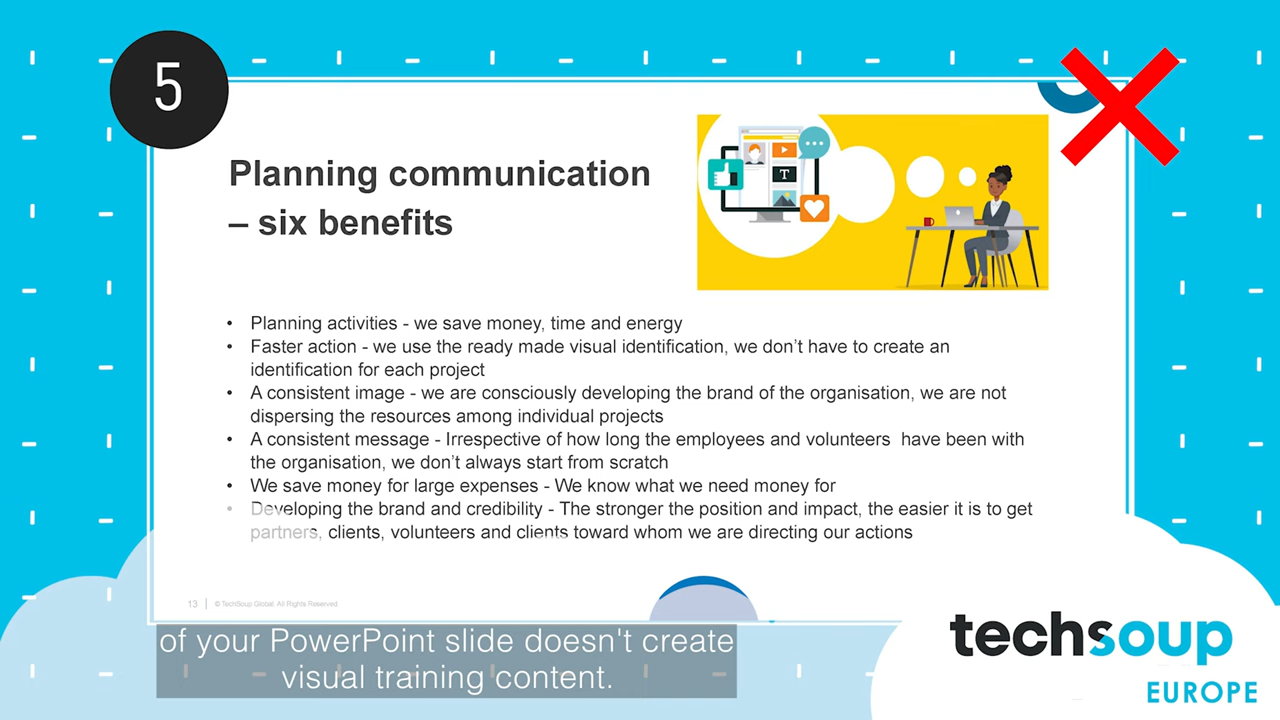 5
Planning communication
– six benefits
T
• Planning activities - we save money, time and energy
• Faster action - we use the ready made visual identification, we don’t have to create an
identification for each project
• A consistent image - we are consciously developing the brand of the organisation, we are not
dispersing the resources among individual projects
• A consistent message - Irrespective of how long the employees and volunteers  have been with
the organisation, we don’t always start from scratch
• We save money for large expenses - We know what we need money for
• Developing the brand and credibility - The stronger the position and impact, the easier it is to get
partners, clients, volunteers and clients toward whom we are directing our actions
13 | © TechSoup Global. All Rights Reserved
of your PowerPoint slide doesn't create
visual training content.
techsoup
EUROPE